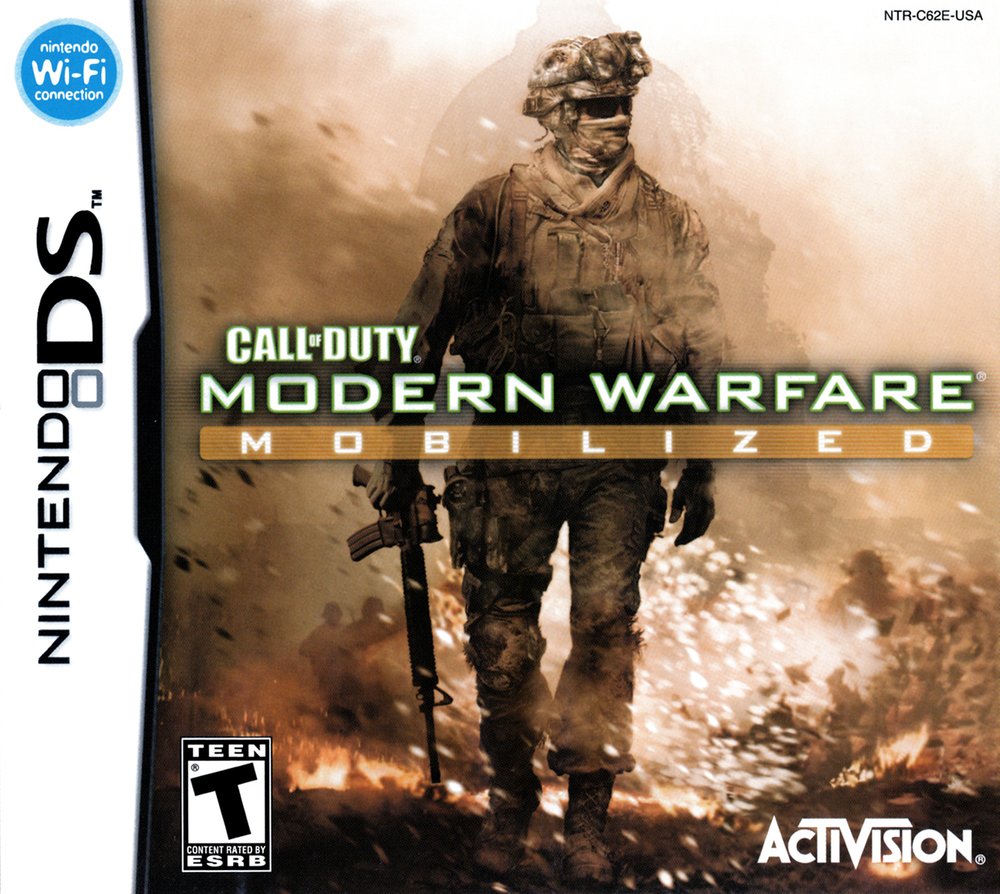 NTR-C62E-USA
nintendo
Wi-Fi
connection
NINTENDO DS™
CALL OF DUTY®
MODERN WARFARE®
MOBILIZED
TEEN
®
T
CONTENT RATED BY
ESRB
ACTIVISION®